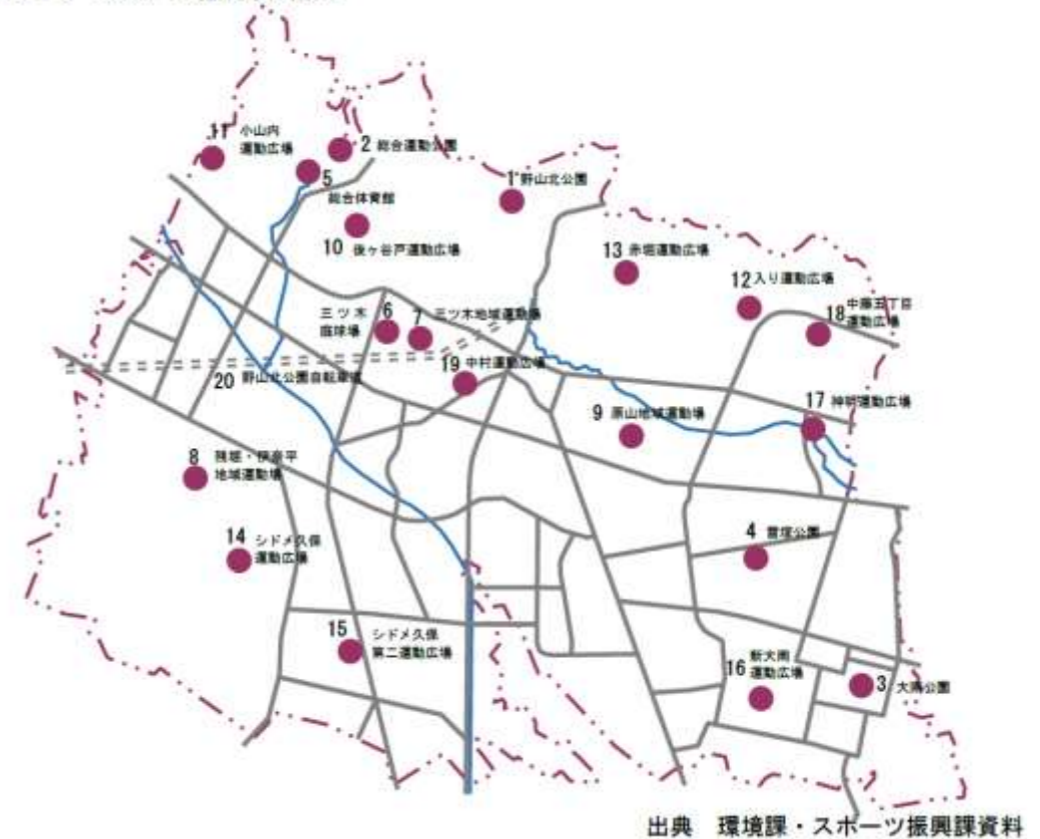 11 小山内
運動広場
2 総合運動公園
5
総合体育館
1 野山北公園
10 後ヶ谷戸運動広場
13 赤堀運動広場
12 入り運動広場
18 中藤五丁目
運動広場
三ツ木
庭球場
6
7 三ツ木地域運動場
19 中村運動広場
20 野山北公園自転車道
9 原山地域運動場
17 神明運動広場
8 残堀・伊奈平
地域運動場
14 シドメ久保
運動広場
4 雷塚公園
15 シドメ久保
第二運動広場
16
運動広場
3 大南公園
出典 環境課・スポーツ振興課資料